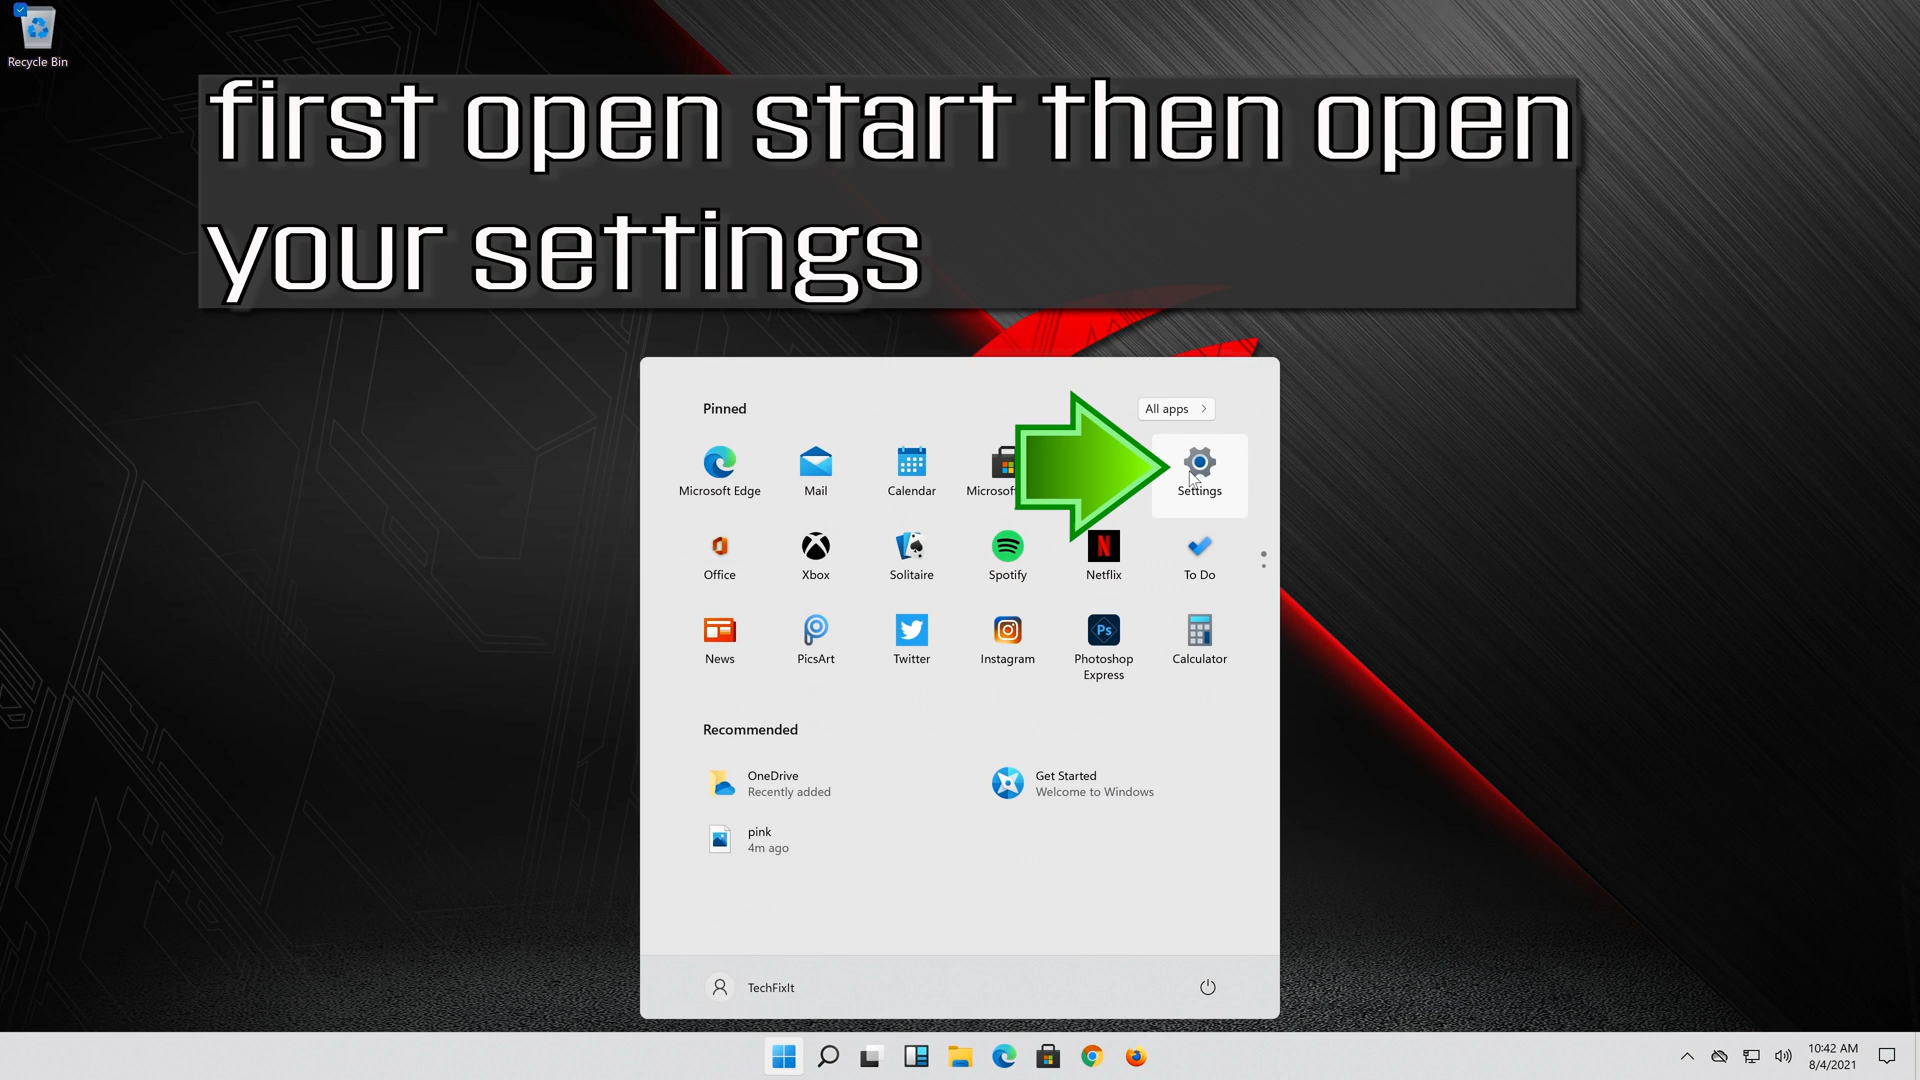 Recycle Bin
first open start then open
your settings
Pinned
All apps
Microsoft Edge
Mail
Calendar
Settings
Office
Xbox
Solitaire
Spotify
Netflix
To Do
News
PicsArt
Twitter
Instagram
Photoshop
Express
Calculator
Ps
Recommended
OneDrive
Recently added
Get Started
Welcome to Windows
pink
4m ago
TechFixIt
10:42 AM
8/4/2021